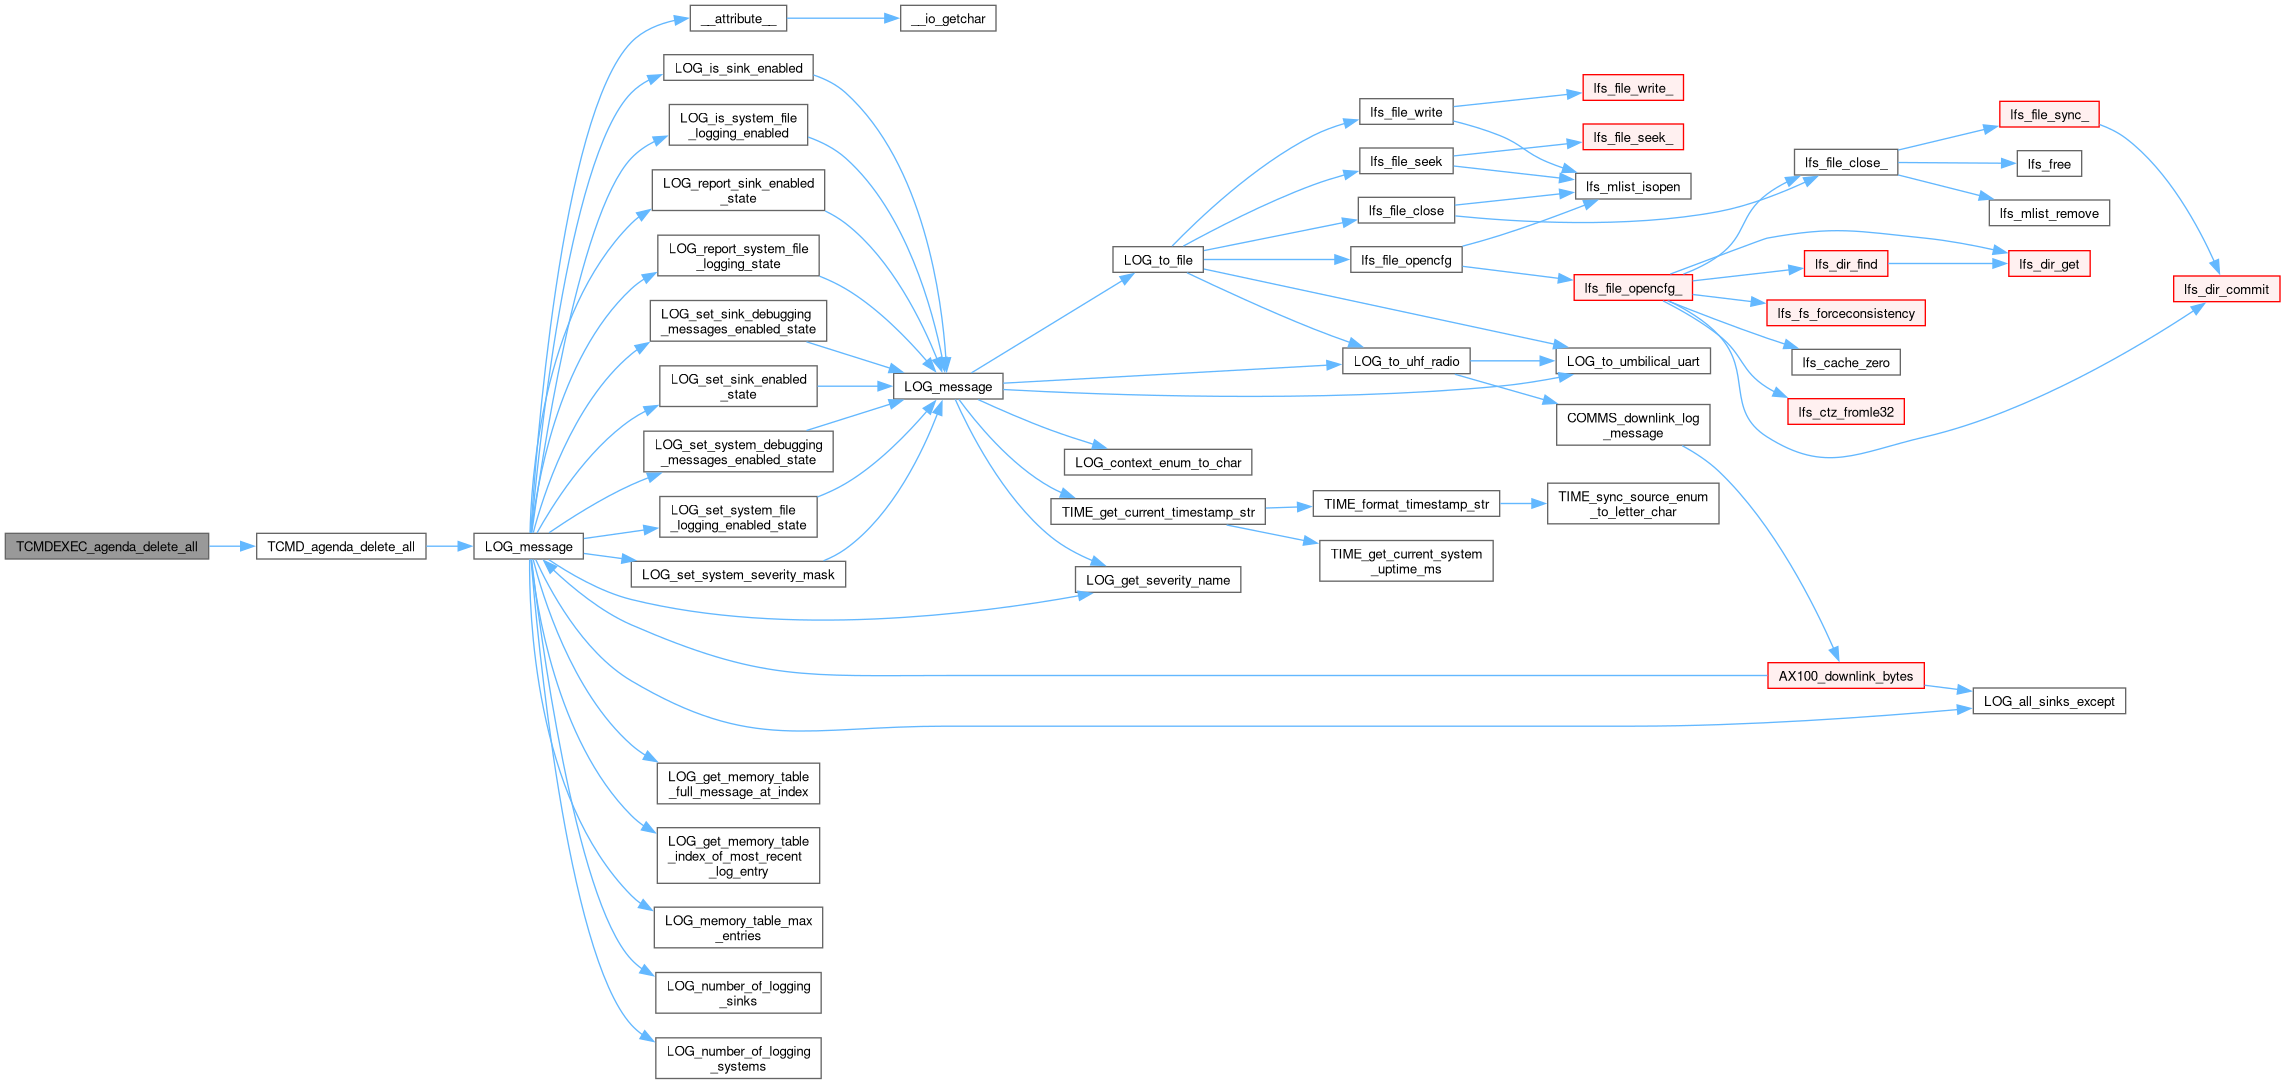 TCMDEXEC_agenda_delete_all
TCMD_agenda_delete_all
LOG_message
__attribute__
__io_getchar
LOG_is_sink_enabled
LOG_is_system_file
_logging_enabled
LOG_report_sink_enabled
_state
LOG_report_system_file
_logging_state
LOG_set_sink_debugging
_messages_enabled_state
LOG_set_sink_enabled
_state
LOG_set_system_debugging
_messages_enabled_state
LOG_set_system_file
_logging_enabled_state
LOG_set_system_severity_mask
LOG_get_memory_table
_full_message_at_index
LOG_get_memory_table
_index_of_most_recent
_log_entry
LOG_memory_table_max
_entries
LOG_number_of_logging
_sinks
LOG_number_of_logging
_systems
LOG_message
LOG_to_file
LOG_context_enum_to_char
TIME_get_current_timestamp_str
LOG_get_severity_name
lfs_file_write
lfs_file_seek
lfs_file_close
lfs_file_opencfg
LOG_to_uhf_radio
TIME_format_timestamp_str
TIME_get_current_system
_uptime_ms
lfs_file_write_
lfs_file_seek_
lfs_mlist_isopen
lfs_file_opencfg_
LOG_to_umbilical_uart
COMMS_downlink_log
_message
TIME_sync_source_enum
_to_letter_char
lfs_file_close_
lfs_dir_find
lfs_fs_forceconsistency
lfs_cache_zero
lfs_ctz_fromle32
AX100_downlink_bytes
lfs_file_sync_
lfs_free
lfs_mlist_remove
lfs_dir_get
LOG_all_sinks_except
lfs_dir_commit